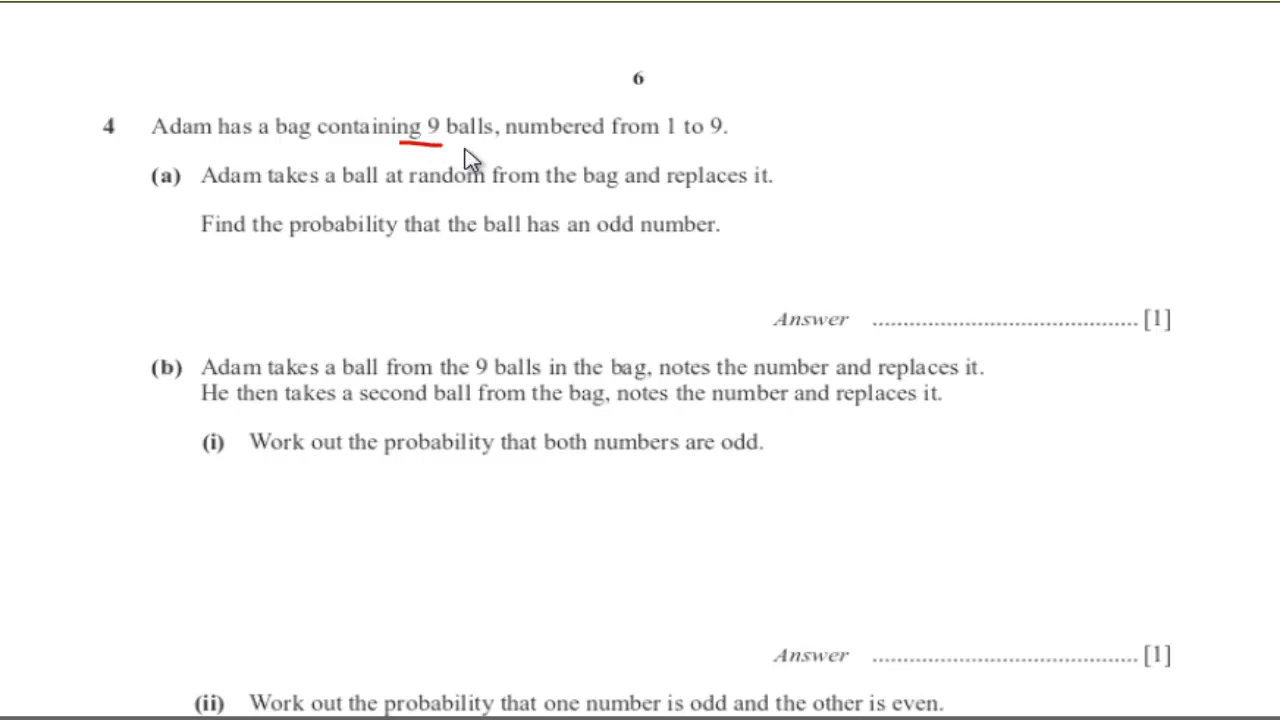 6
4 Adam has a bag containing 9 balls, numbered from 1 to 9.
(a) Adam takes a ball at random from the bag and replaces it.
Find the probability that the ball has an odd number.
Answer ........................................... [1]
(b) Adam takes a ball from the 9 balls in the bag, notes the number and replaces it.
He then takes a second ball from the bag, notes the number and replaces it.
(i) Work out the probability that both numbers are odd.
Answer ........................................... [1]
(ii) Work out the probability that one number is odd and the other is even.